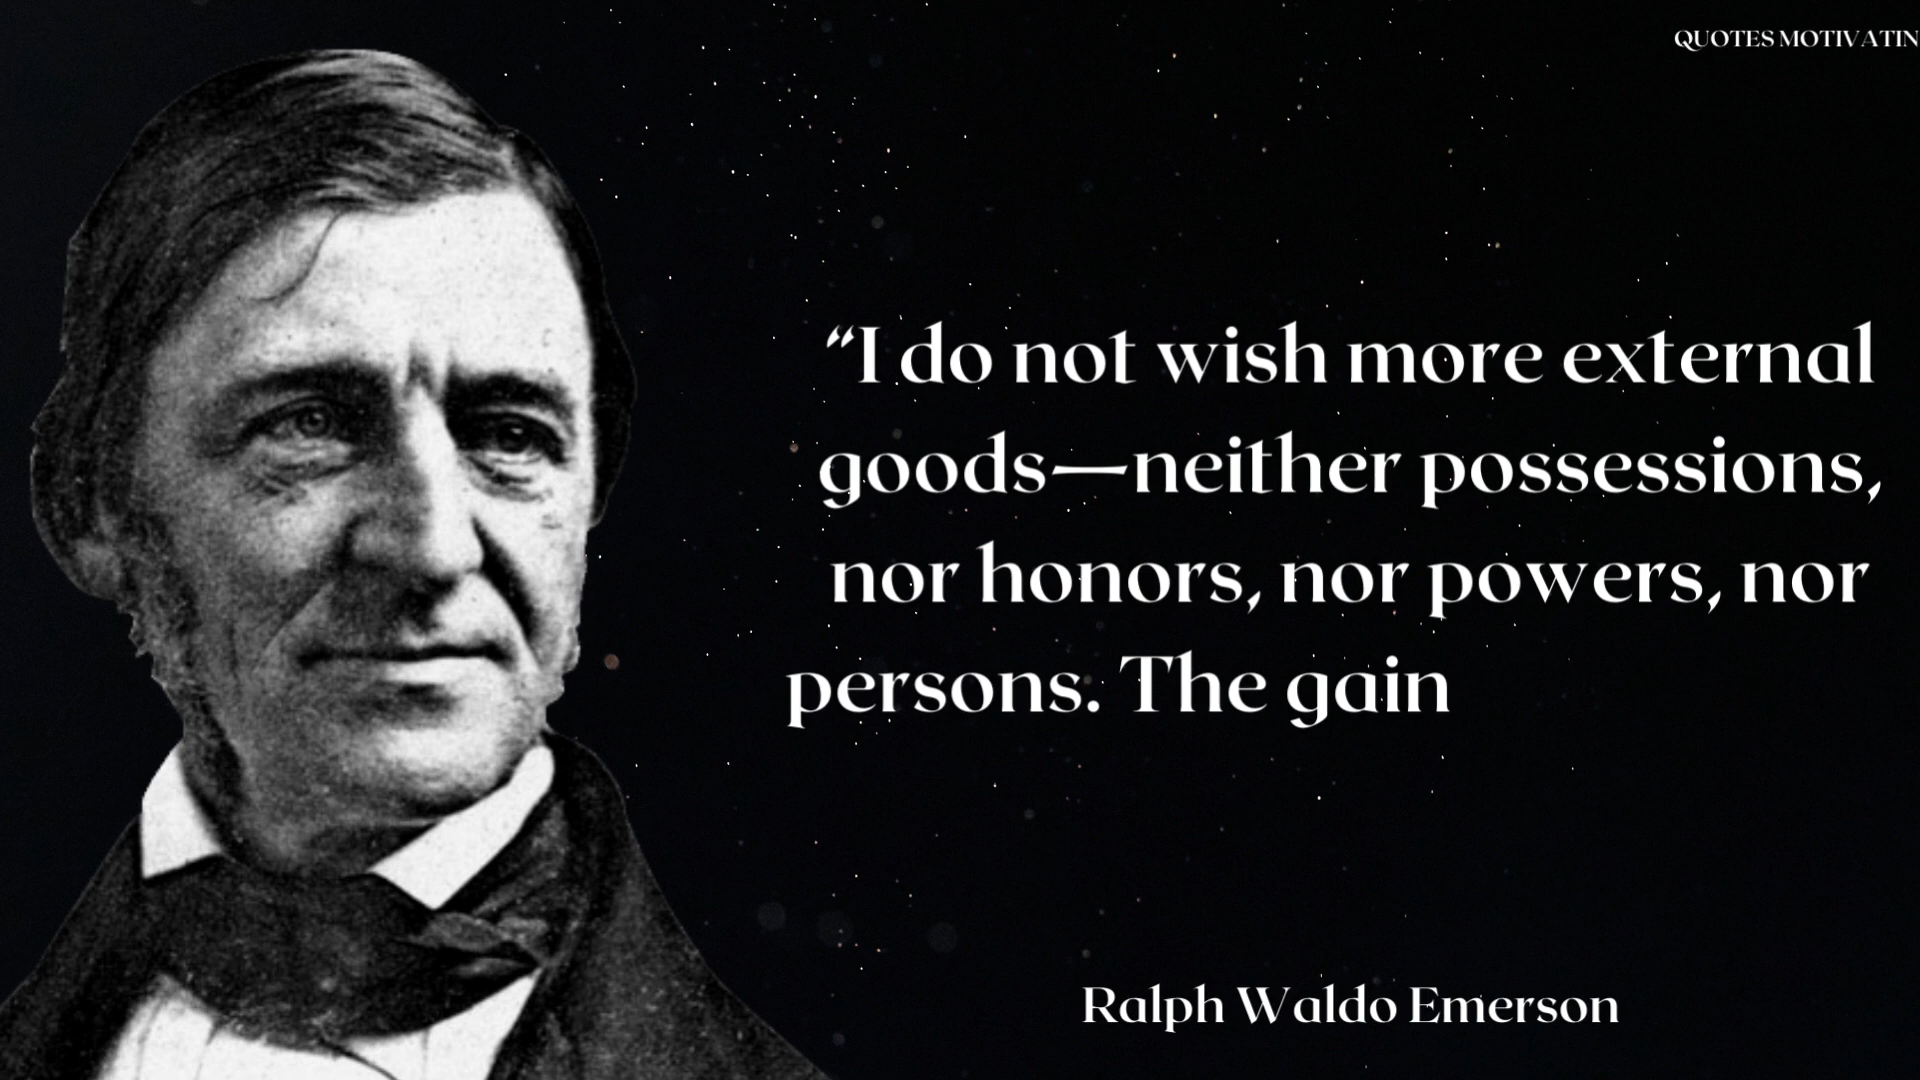 QUOTES MOTIVATIN
“I do not wish more external
goods—neither possessions,
nor honors, nor powers, nor
persons. The gain
Ralph Waldo Emerson